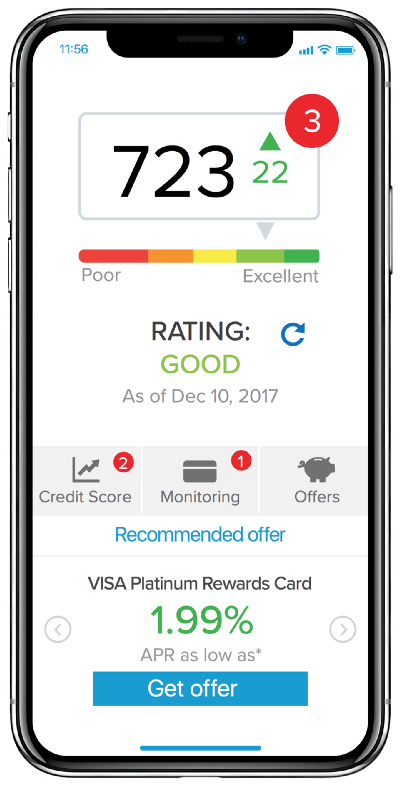 11:56
3
723 22
Poor Excellent
RATING:
GOOD
As of Dec 10, 2017
2 1
Credit Score Monitoring Offers
Recommended offer
VISA Platinum Rewards Card
1.99%
APR as low as*
Get offer